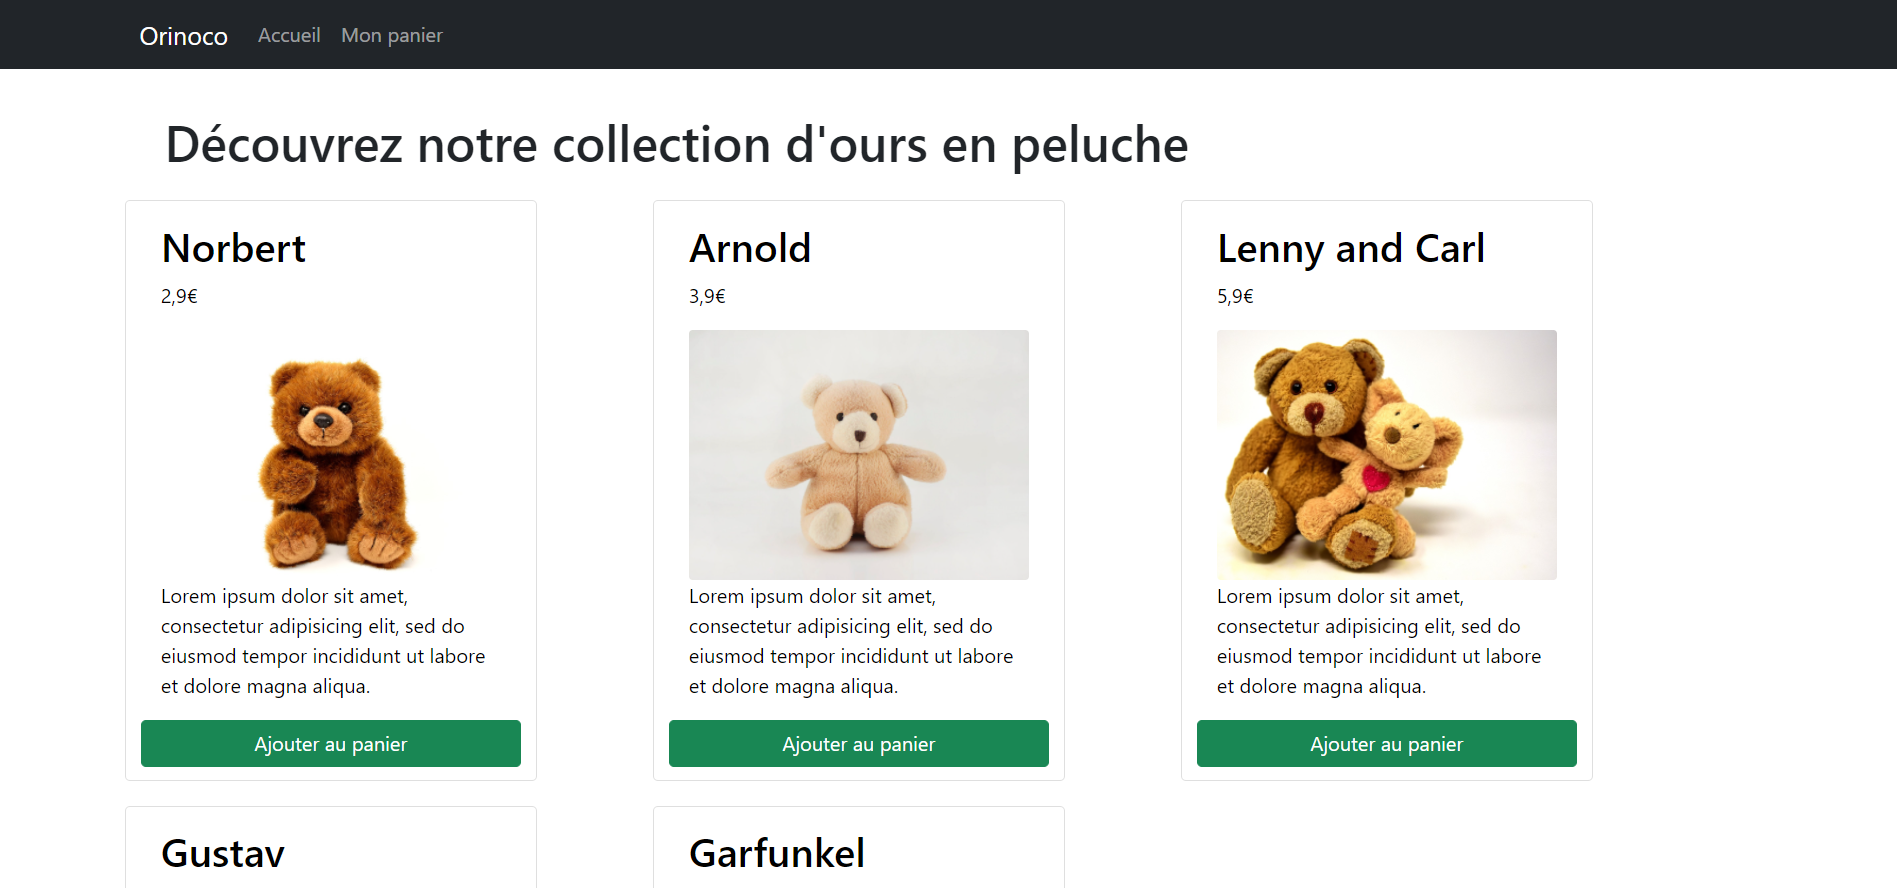 Orinoco Accueil Mon panier
Découvrez notre collection d'ours en peluche
Norbert
2,9€
Lorem ipsum dolor sit amet,
consectetur adipisicing elit, sed do
eiusmod tempor incididunt ut labore
et dolore magna aliqua.
Ajouter au panier
Arnold
3,9€
Lorem ipsum dolor sit amet,
consectetur adipisicing elit, sed do
eiusmod tempor incididunt ut labore
et dolore magna aliqua.
Ajouter au panier
Lenny and Carl
5,9€
Lorem ipsum dolor sit amet,
consectetur adipisicing elit, sed do
eiusmod tempor incididunt ut labore
et dolore magna aliqua.
Ajouter au panier
Gustav
Garfunkel